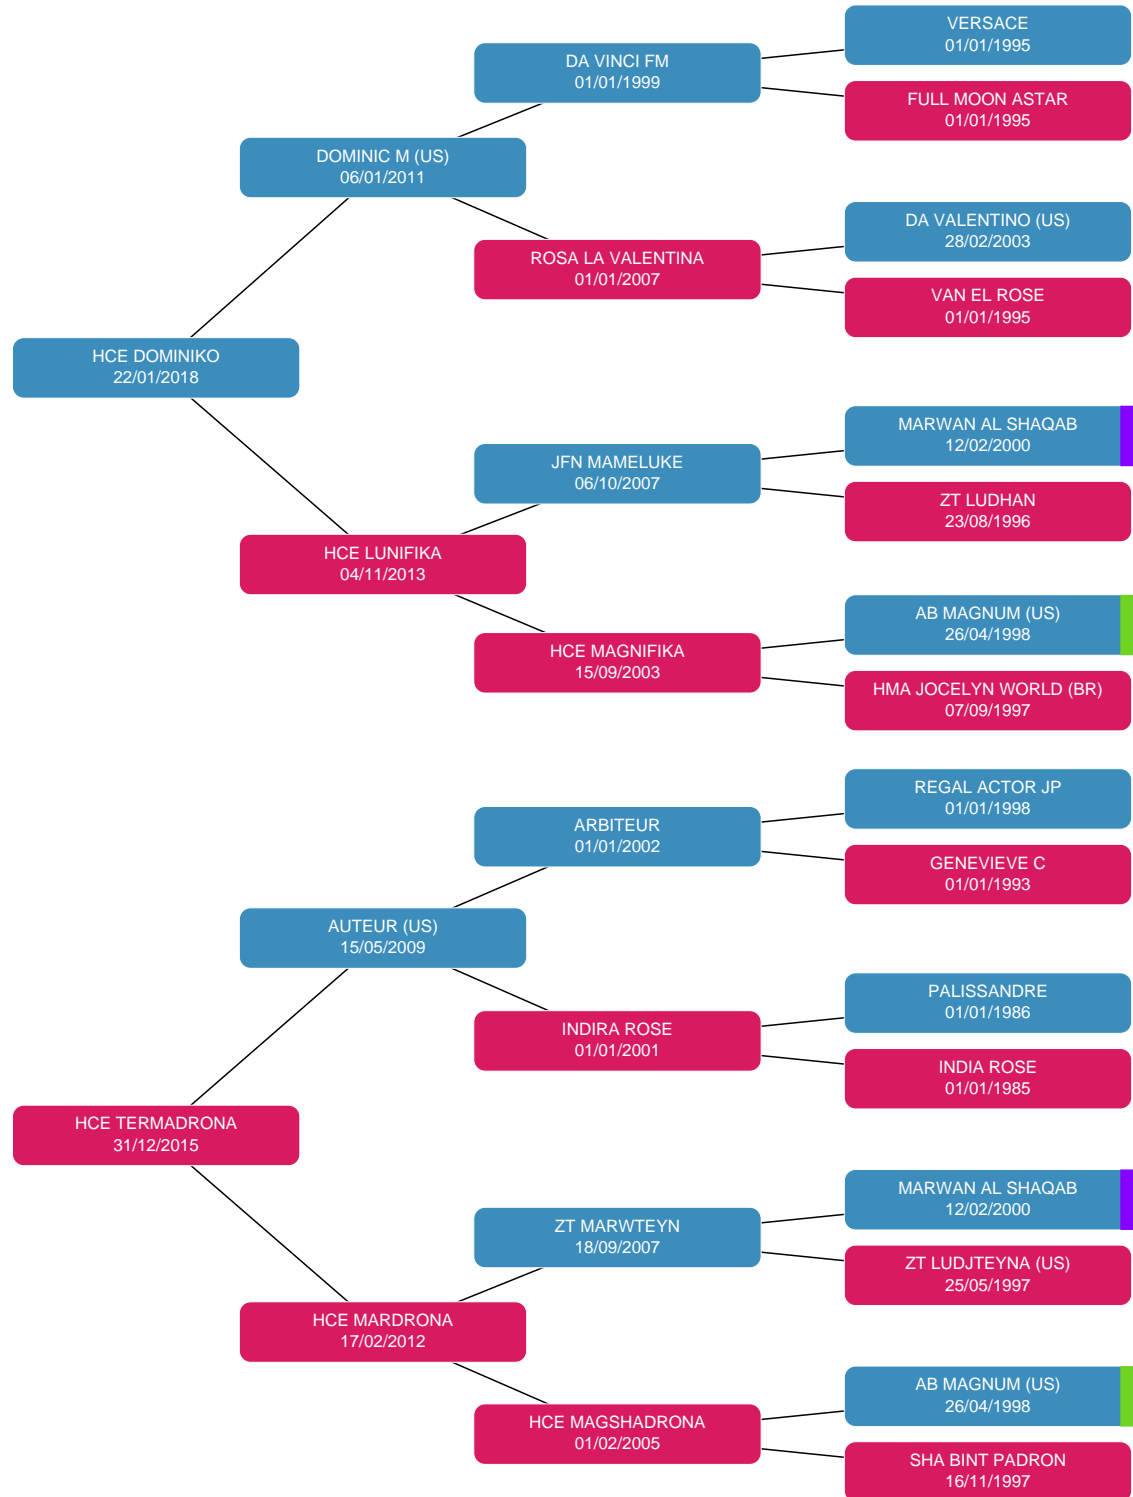 VERSACE
01/01/1995
DA VINCI FM
01/01/1999
FULL MOON ASTAR
01/01/1995
DOMINIC M (US)
06/01/2011
DA VALENTINO (US)
28/02/2003
ROSA LA VALENTINA
01/01/2007
VAN EL ROSE
01/01/1995
HCE DOMINIKO
22/01/2018
MARWAN AL SHAQAB
12/02/2000
JFN MAMELUKE
06/10/2007
ZT LUDHAN
23/08/1996
HCE LUNIFIKA
04/11/2013
AB MAGNUM (US)
26/04/1998
HCE MAGNIFIKA
15/09/2003
HMA JOCELYN WORLD (BR)
07/09/1997
REGAL ACTOR JP
01/01/1998
ARBITEUR
01/01/2002
GENEVIEVE C
01/01/1993
AUTEUR (US)
15/05/2009
PALISSANDRE
01/01/1986
INDIRA ROSE
01/01/2001
INDIA ROSE
01/01/1985
HCE TERMADRONA
31/12/2015
MARWAN AL SHAQAB
12/02/2000
ZT MARWTEYN
18/09/2007
ZT LUDJTEYNA (US)
25/05/1997
HCE MARDRONA
17/02/2012
AB MAGNUM (US)
26/04/1998
HCE MAGSHADRONA
01/02/2005
SHA BINT PADRON
16/11/1997